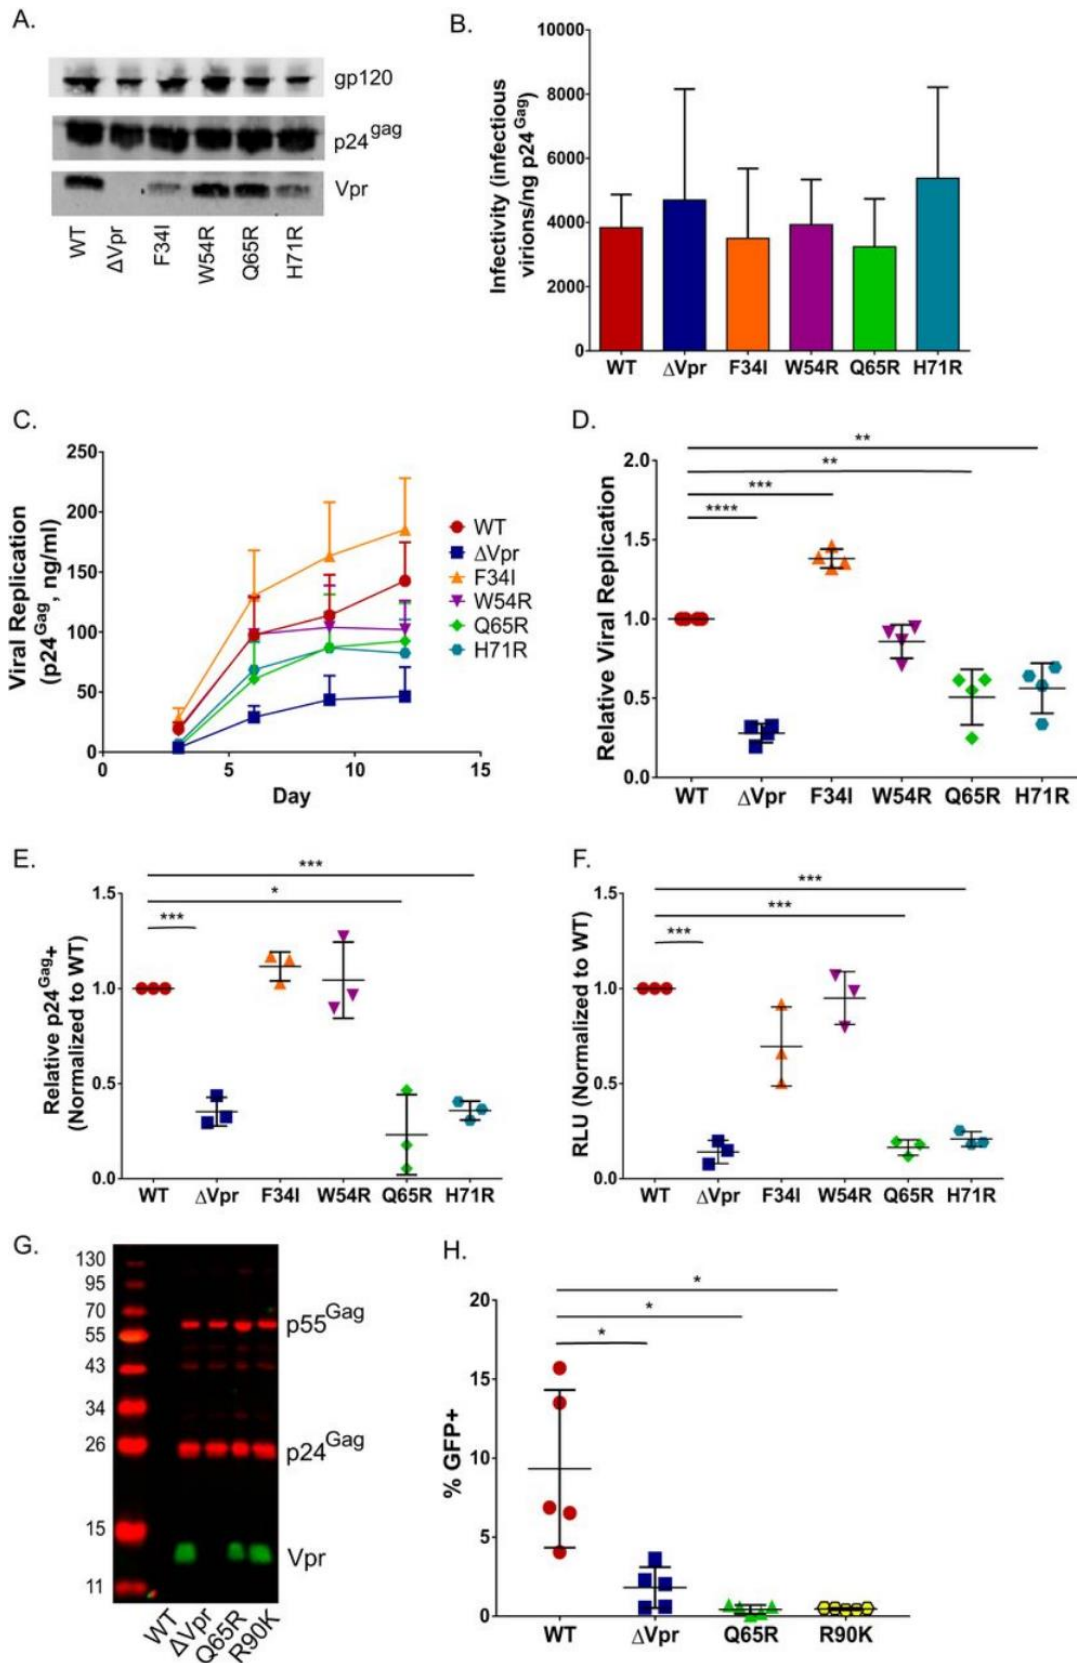 A.
gp120
p24gag
Vpr
WT
ΔVpr
F34I
W54R
Q65R
H71R
B.
Infectivity (infectious
virions/ng p24 Gag)
10000
8000
6000
4000
2000
0
WT ΔVpr F34I W54R Q65R H71R
C.
Viral Replication
(p24Gag, ng/ml)
250
200
150
100
50
0
0 5 10 15
Day
WT
ΔVpr
F34I
W54R
Q65R
H71R
D.
Relative Viral Replication
2.0
1.5
1.0
0.5
0.0
**
**
***
****
WT ΔVpr F34I W54R Q65R H71R
E.
Relative p24Gag+
(Normalized to WT)
1.5
1.0
0.5
0.0
***
*
***
WT ΔVpr F34I W54R Q65R H71R
F.
RLU (Normalized to WT)
1.5
1.0
0.5
0.0
***
***
***
WT ΔVpr F34I W54R Q65R H71R
G.
130
95
70
55
43
34
26
15
11
p55Gag
p24Gag
Vpr
WT
ΔVpr
Q65R
R90K
H.
% GFP+
20
15
10
5
0
*
*
*
WT ΔVpr Q65R R90K